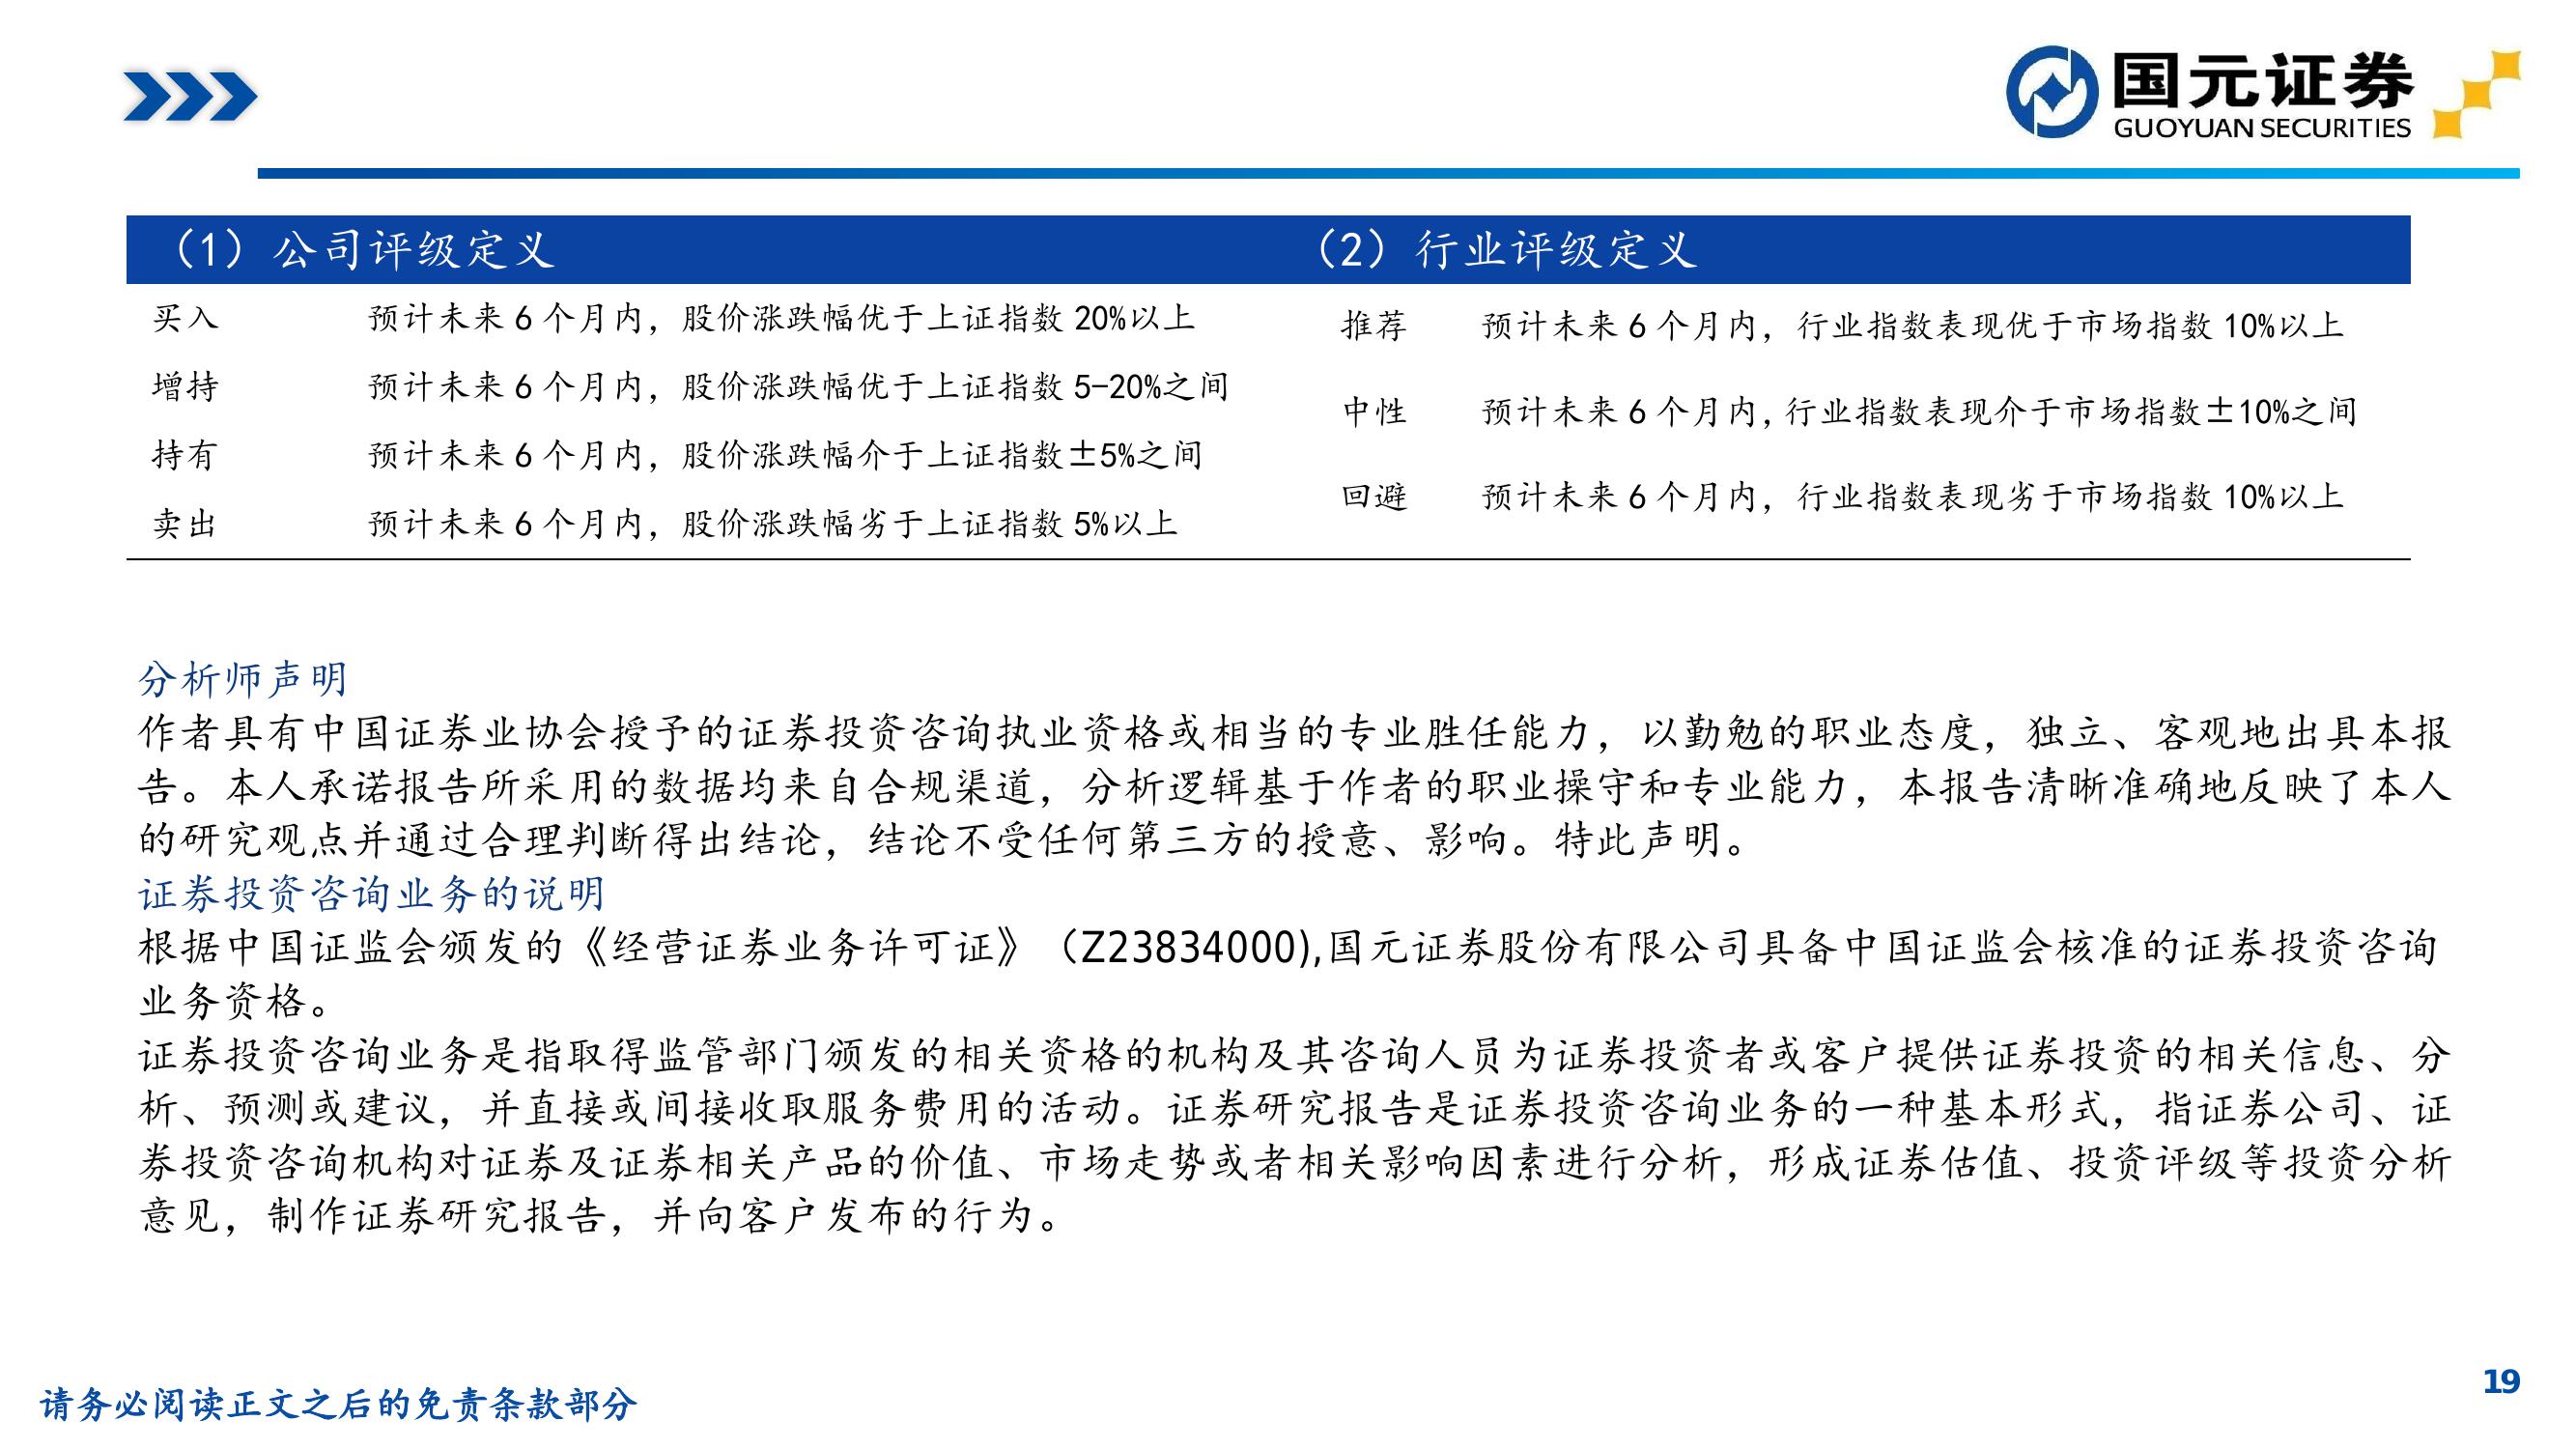 国元证券
GUOYUAN SECURITIES
（1）公司评级定义
（2）行业评级定义
买入 预计未来 6 个月内，股价涨跌幅优于上证指数 20%以上
增持 预计未来 6 个月内，股价涨跌幅优于上证指数 5-20%之间
持有 预计未来 6 个月内，股价涨跌幅介于上证指数±5%之间
卖出 预计未来 6 个月内，股价涨跌幅劣于上证指数 5%以上
推荐 预计未来 6 个月内，行业指数表现优于市场指数 10%以上
中性 预计未来 6 个月内,行业指数表现介于市场指数±10%之间
回避 预计未来 6 个月内，行业指数表现劣于市场指数 10%以上
分析师声明
作者具有中国证券业协会授予的证券投资咨询执业资格或相当的专业胜任能力，以勤勉的职业态度，独立、客观地出具本报
告。本人承诺报告所采用的数据均来自合规渠道，分析逻辑基于作者的职业操守和专业能力，本报告清晰准确地反映了本人
的研究观点并通过合理判断得出结论，结论不受任何第三方的授意、影响。特此声明。
证券投资咨询业务的说明
根据中国证监会颁发的《经营证券业务许可证》（Z23834000),国元证券股份有限公司具备中国证监会核准的证券投资咨询
业务资格。
证券投资咨询业务是指取得监管部门颁发的相关资格的机构及其咨询人员为证券投资者或客户提供证券投资的相关信息、分
析、预测或建议，并直接或间接收取服务费用的活动。证券研究报告是证券投资咨询业务的一种基本形式，指证券公司、证
券投资咨询机构对证券及证券相关产品的价值、市场走势或者相关影响因素进行分析，形成证券估值、投资评级等投资分析
意见，制作证券研究报告，并向客户发布的行为。
请务必阅读正文之后的免责条款部分
19